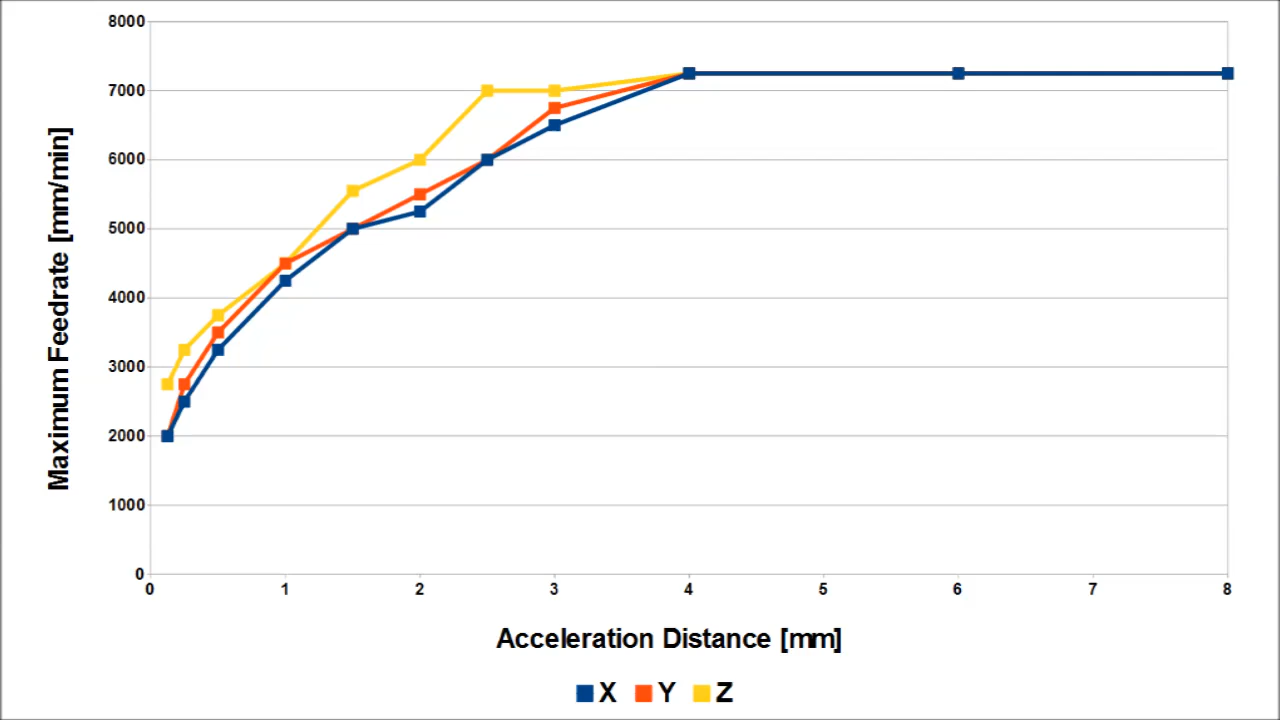 8000
7000
6000
5000
4000
3000
2000
1000
0
Maximum Feedrate [mm/min]
0 1 2 3 4 5 6 7 8
Acceleration Distance [mm]
X Y Z